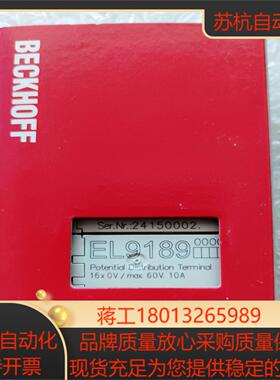 苏杭自动
BECKHOFF
Ser.Nr.:24150002.
EL9189
0000
Potential Distribution Terminal
16x 0V / max. 60V, 10A
蒋工18013265989
自动化
品牌质量放心采购质量保
开票
现货充足为您提供稳定的